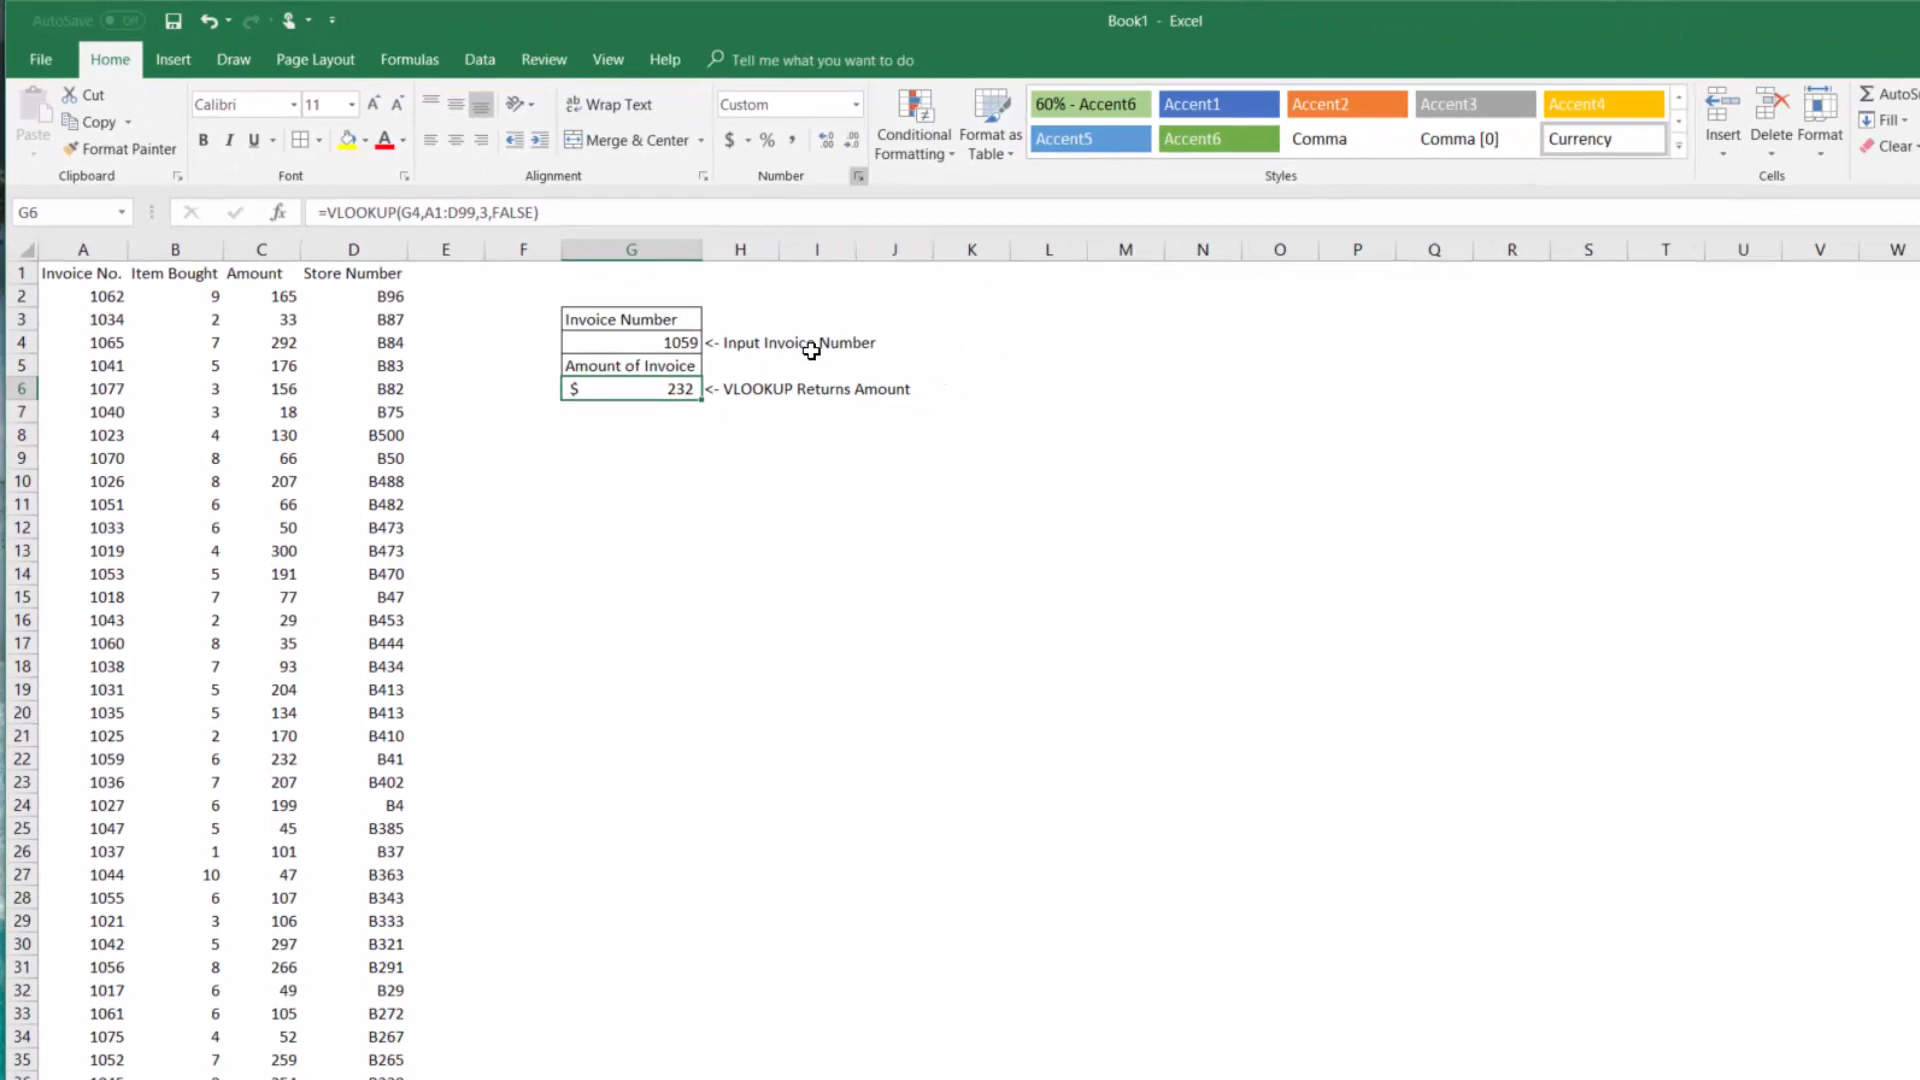 AutoSave Off
Book1 - Excel
File Home Insert Draw Page Layout Formulas Data Review View Help Tell me what you want to do
Paste
Cut
Copy
Format Painter
Clipboard
Calibri 11
B I U
Font
Wrap Text
Merge & Center
Alignment
Custom
$ % ,
Number
Conditional Formatting
Format as Table
60% - Accent6 Accent1 Accent2 Accent3 Accent4
Accent5 Accent6 Comma Comma [0] Currency
Styles
Insert Delete Format
Cells
Fill
Clear
G6 fx =VLOOKUP(G4,A1:D99,3,FALSE)
A B C D E F G H I J K L M N O P Q R S T U V W
1 Invoice No. Item Bought Amount Store Number
2 1062 9 165 B96
3 1034 2 33 B87 Invoice Number
4 1065 7 292 B84 1059 <- Input Invoice Number
5 1041 5 176 B83 Amount of Invoice
6 1077 3 156 B82 $ 232 <- VLOOKUP Returns Amount
7 1040 3 18 B75
8 1023 4 130 B500
9 1070 8 66 B50
10 1026 8 207 B488
11 1051 6 66 B482
12 1033 6 50 B473
13 1019 4 300 B473
14 1053 5 191 B470
15 1018 7 77 B47
16 1043 2 29 B453
17 1060 8 35 B444
18 1038 7 93 B434
19 1031 5 204 B413
20 1035 5 134 B413
21 1025 2 170 B410
22 1059 6 232 B41
23 1036 7 207 B402
24 1027 6 199 B4
25 1047 5 45 B385
26 1037 1 101 B37
27 1044 10 47 B363
28 1055 6 107 B343
29 1021 3 106 B333
30 1042 5 297 B321
31 1056 8 266 B291
32 1017 6 49 B29
33 1061 6 105 B272
34 1075 4 52 B267
35 1052 7 259 B265